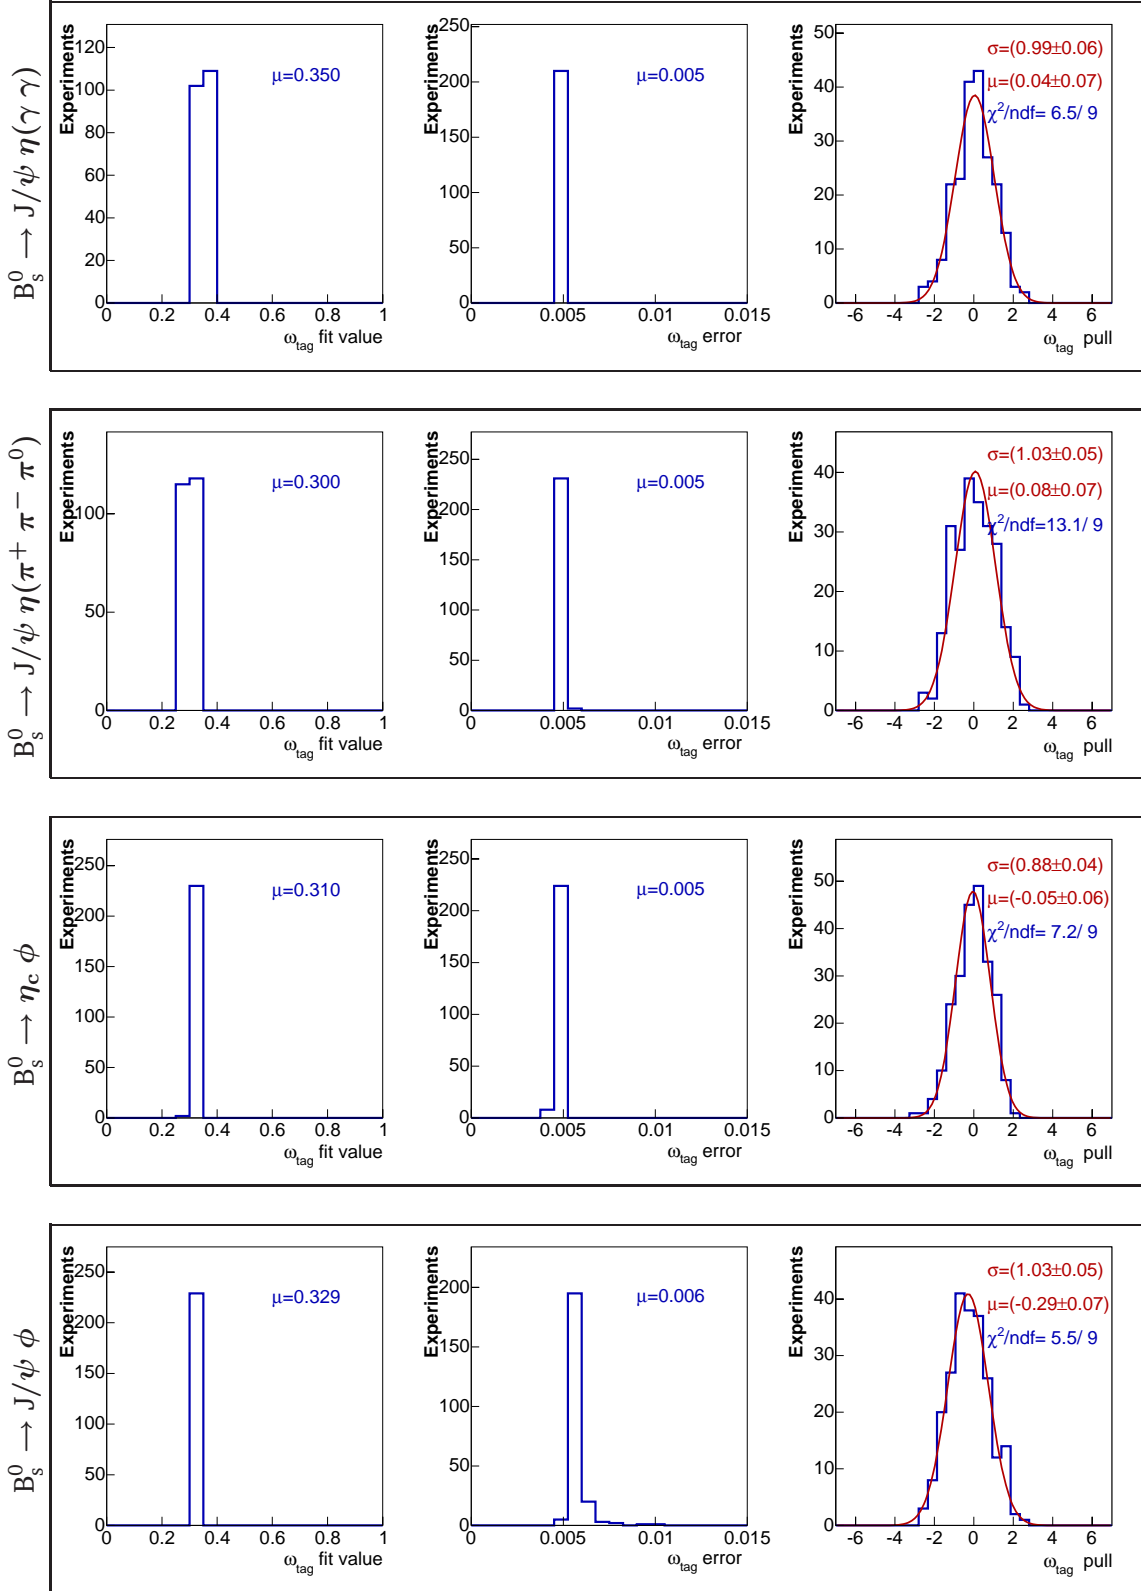 B⁰ₛ → J/ψ η(γ γ)
Experiments
120
100
80
60
40
20
0
μ=0.350
0 0.2 0.4 0.6 0.8 1
ω_tag fit value
Experiments
250
200
150
100
50
0
μ=0.005
0 0.005 0.01 0.015
ω_tag error
Experiments
50
40
30
20
10
0
σ=(0.99±0.06)
μ=(0.04±0.07)
χ²/ndf= 6.5/ 9
-6 -4 -2 0 2 4 6
ω_tag pull
B⁰ₛ → J/ψ η(π⁺ π⁻ π⁰)
Experiments
100
50
0
μ=0.300
0 0.2 0.4 0.6 0.8 1
ω_tag fit value
Experiments
250
200
150
100
50
0
μ=0.005
0 0.005 0.01 0.015
ω_tag error
Experiments
40
30
20
10
0
σ=(1.03±0.05)
μ=(0.08±0.07)
χ²/ndf=13.1/ 9
-6 -4 -2 0 2 4 6
ω_tag pull
B⁰ₛ → η_c ϕ
Experiments
250
200
150
100
50
0
μ=0.310
0 0.2 0.4 0.6 0.8 1
ω_tag fit value
Experiments
250
200
150
100
50
0
μ=0.005
0 0.005 0.01 0.015
ω_tag error
Experiments
50
40
30
20
10
0
σ=(0.88±0.04)
μ=(-0.05±0.06)
χ²/ndf= 7.2/ 9
-6 -4 -2 0 2 4 6
ω_tag pull
B⁰ₛ → J/ψ ϕ
Experiments
250
200
150
100
50
0
μ=0.329
0 0.2 0.4 0.6 0.8 1
ω_tag fit value
Experiments
200
150
100
50
0
μ=0.006
0 0.005 0.01 0.015
ω_tag error
Experiments
40
30
20
10
0
σ=(1.03±0.05)
μ=(-0.29±0.07)
χ²/ndf= 5.5/ 9
-6 -4 -2 0 2 4 6
ω_tag pull